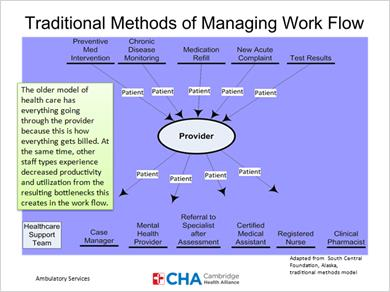 Traditional Methods of Managing Work Flow
Preventive
Med
Intervention
Chronic
Disease
Monitoring
Medication
Refill
New Acute
Complaint
Test Results
Patient
Patient
Patient
Patient
Patient
The older model of
health care has
everything going
through the provider
because this is how
everything gets billed. At
the same time, other
staff types experience
decreased productivity
and utilization from the
resulting bottlenecks this
creates in the work flow.
Provider
Patient
Patient
Patient
Patient
Patient
Patient
Healthcare
Support
Team
Case
Manager
Mental
Health
Provider
Referral to
Specialist
after
Assessment
Certified
Medical
Assistant
Registered
Nurse
Clinical
Pharmacist
Adapted from South Central
Foundation, Alaska,
traditional methods model
Ambulatory Services
CHA Cambridge
Health Alliance